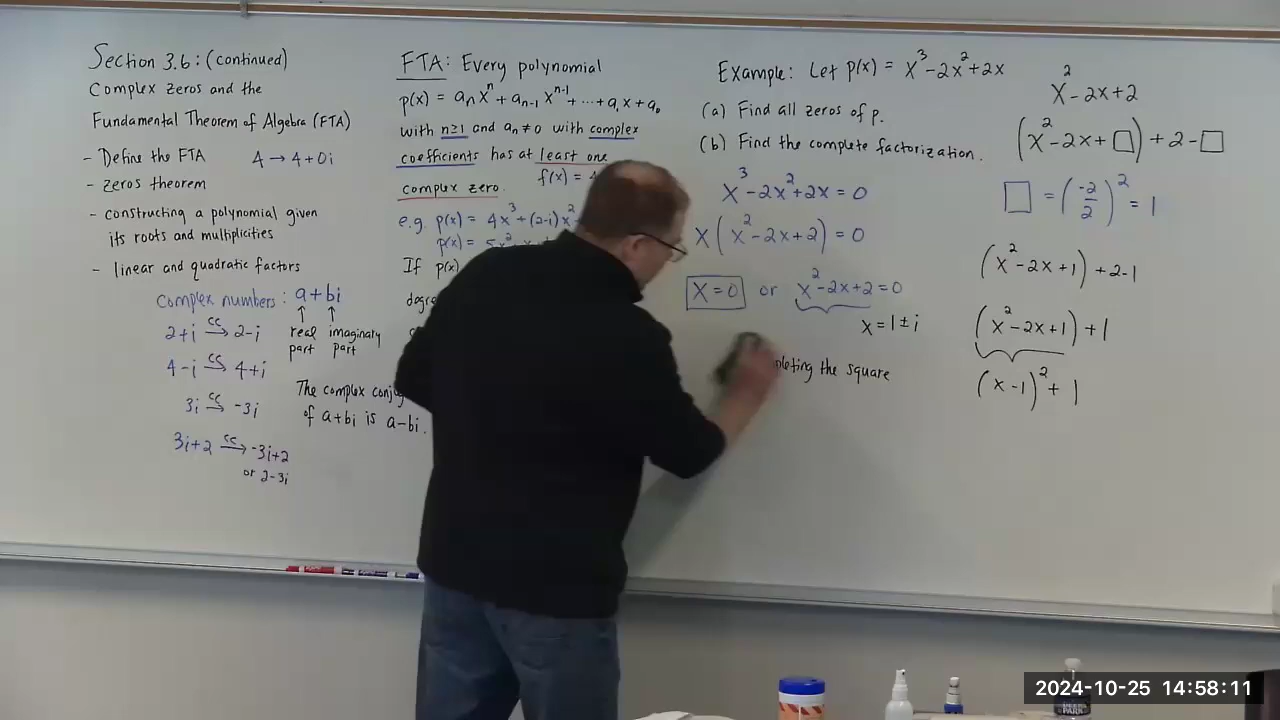 Section 3.6: (continued)
Complex zeros and the
Fundamental Theorem of Algebra (FTA)
- Define the FTA 4 → 4+0i
- zeros theorem
- constructing a polynomial given
its roots and multiplicities
- linear and quadratic factors
complex numbers: a+bi
↑ ↑
real imaginary
part part
2+i cc→ 2-i
4-i cc→ 4+i
3i cc→ -3i
3i+2 cc→ -3i+2
or 2-3i
The complex
of a+bi is a-bi.
FTA: Every polynomial
p(x) = aₙxⁿ + aₙ₋₁xⁿ⁻¹ + ... + a₁x + a₀
with n≥1 and aₙ≠0 with complex
coefficients has at least one
complex zero.
f(x) =
e.g. p(x) = 4x³+(2-i)x²
p(x) = 5x²
If p(x)
Example: Let p(x) = x³-2x²+2x
(a) Find all zeros of p.
(b) Find the complete factorization.
x³-2x²+2x = 0
x(x²-2x+2) = 0
x=0 or x²-2x+2=0
x = 1±i
the square
x²-2x+2
(x²-2x+□)+2-□
□ = (-2/2)² = 1
(x²-2x+1)+2-1
(x²-2x+1)+1
(x-1)²+1
2024-10-25 14:58:11